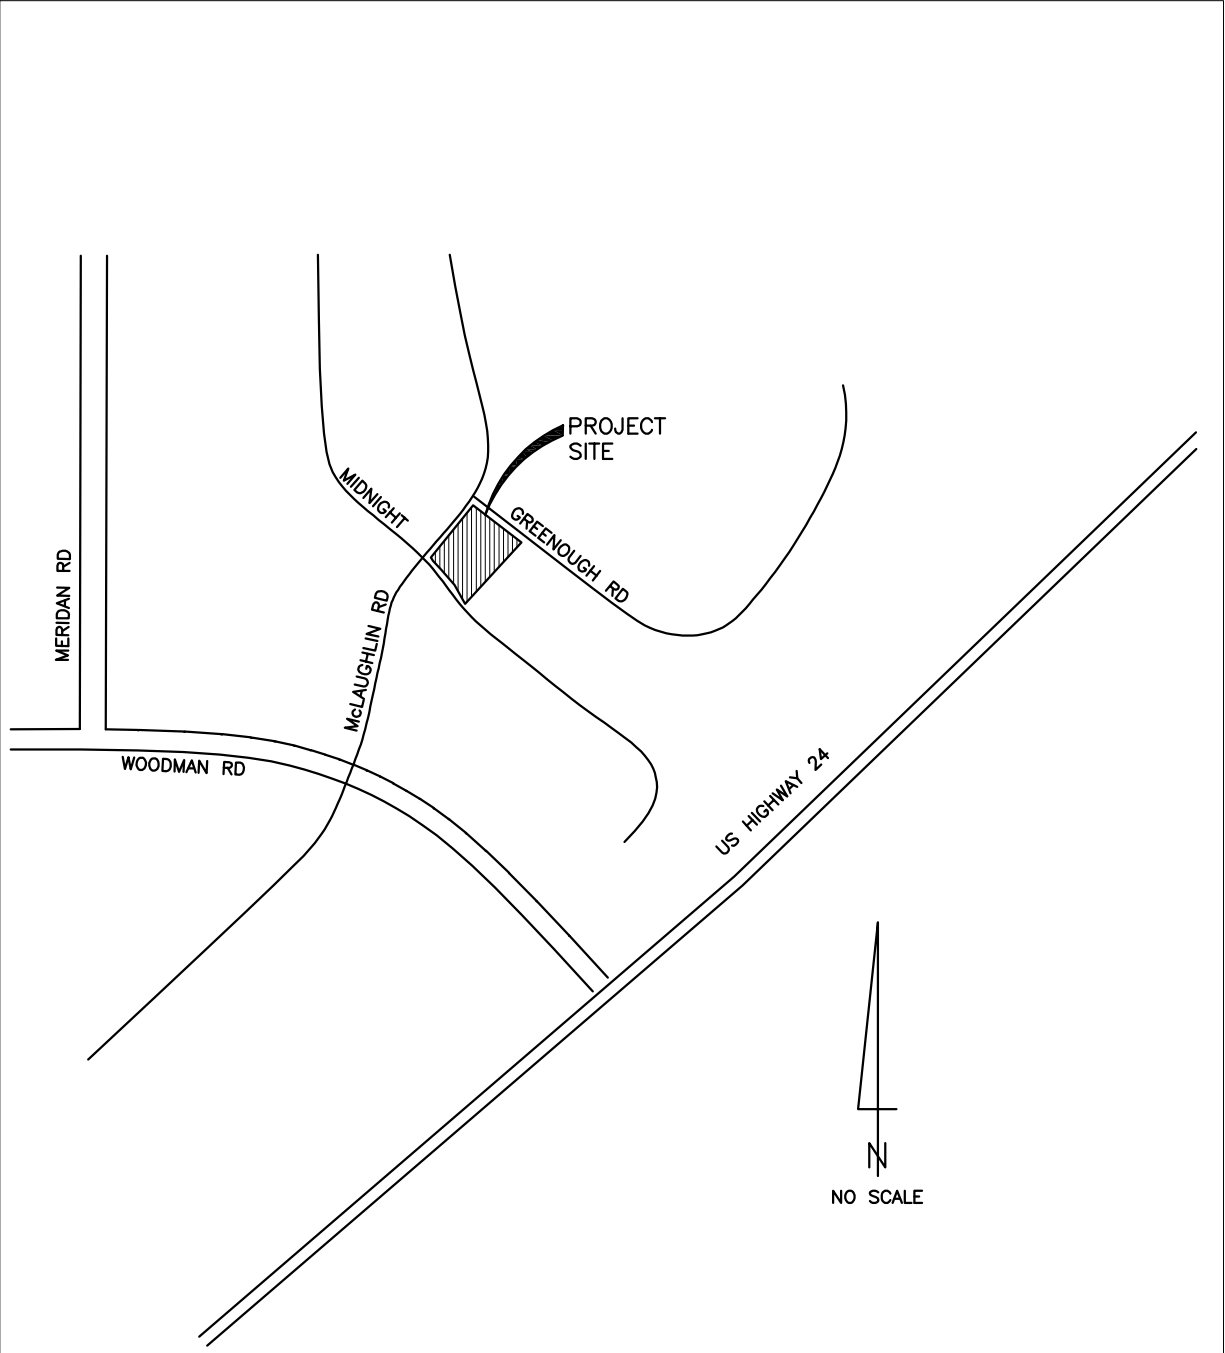 PROJECT
SITE
MIDNIGHT
GREENOUGH RD
MERIDAN RD
McLAUGHLIN RD
WOODMAN RD
US HIGHWAY 24
N
NO SCALE